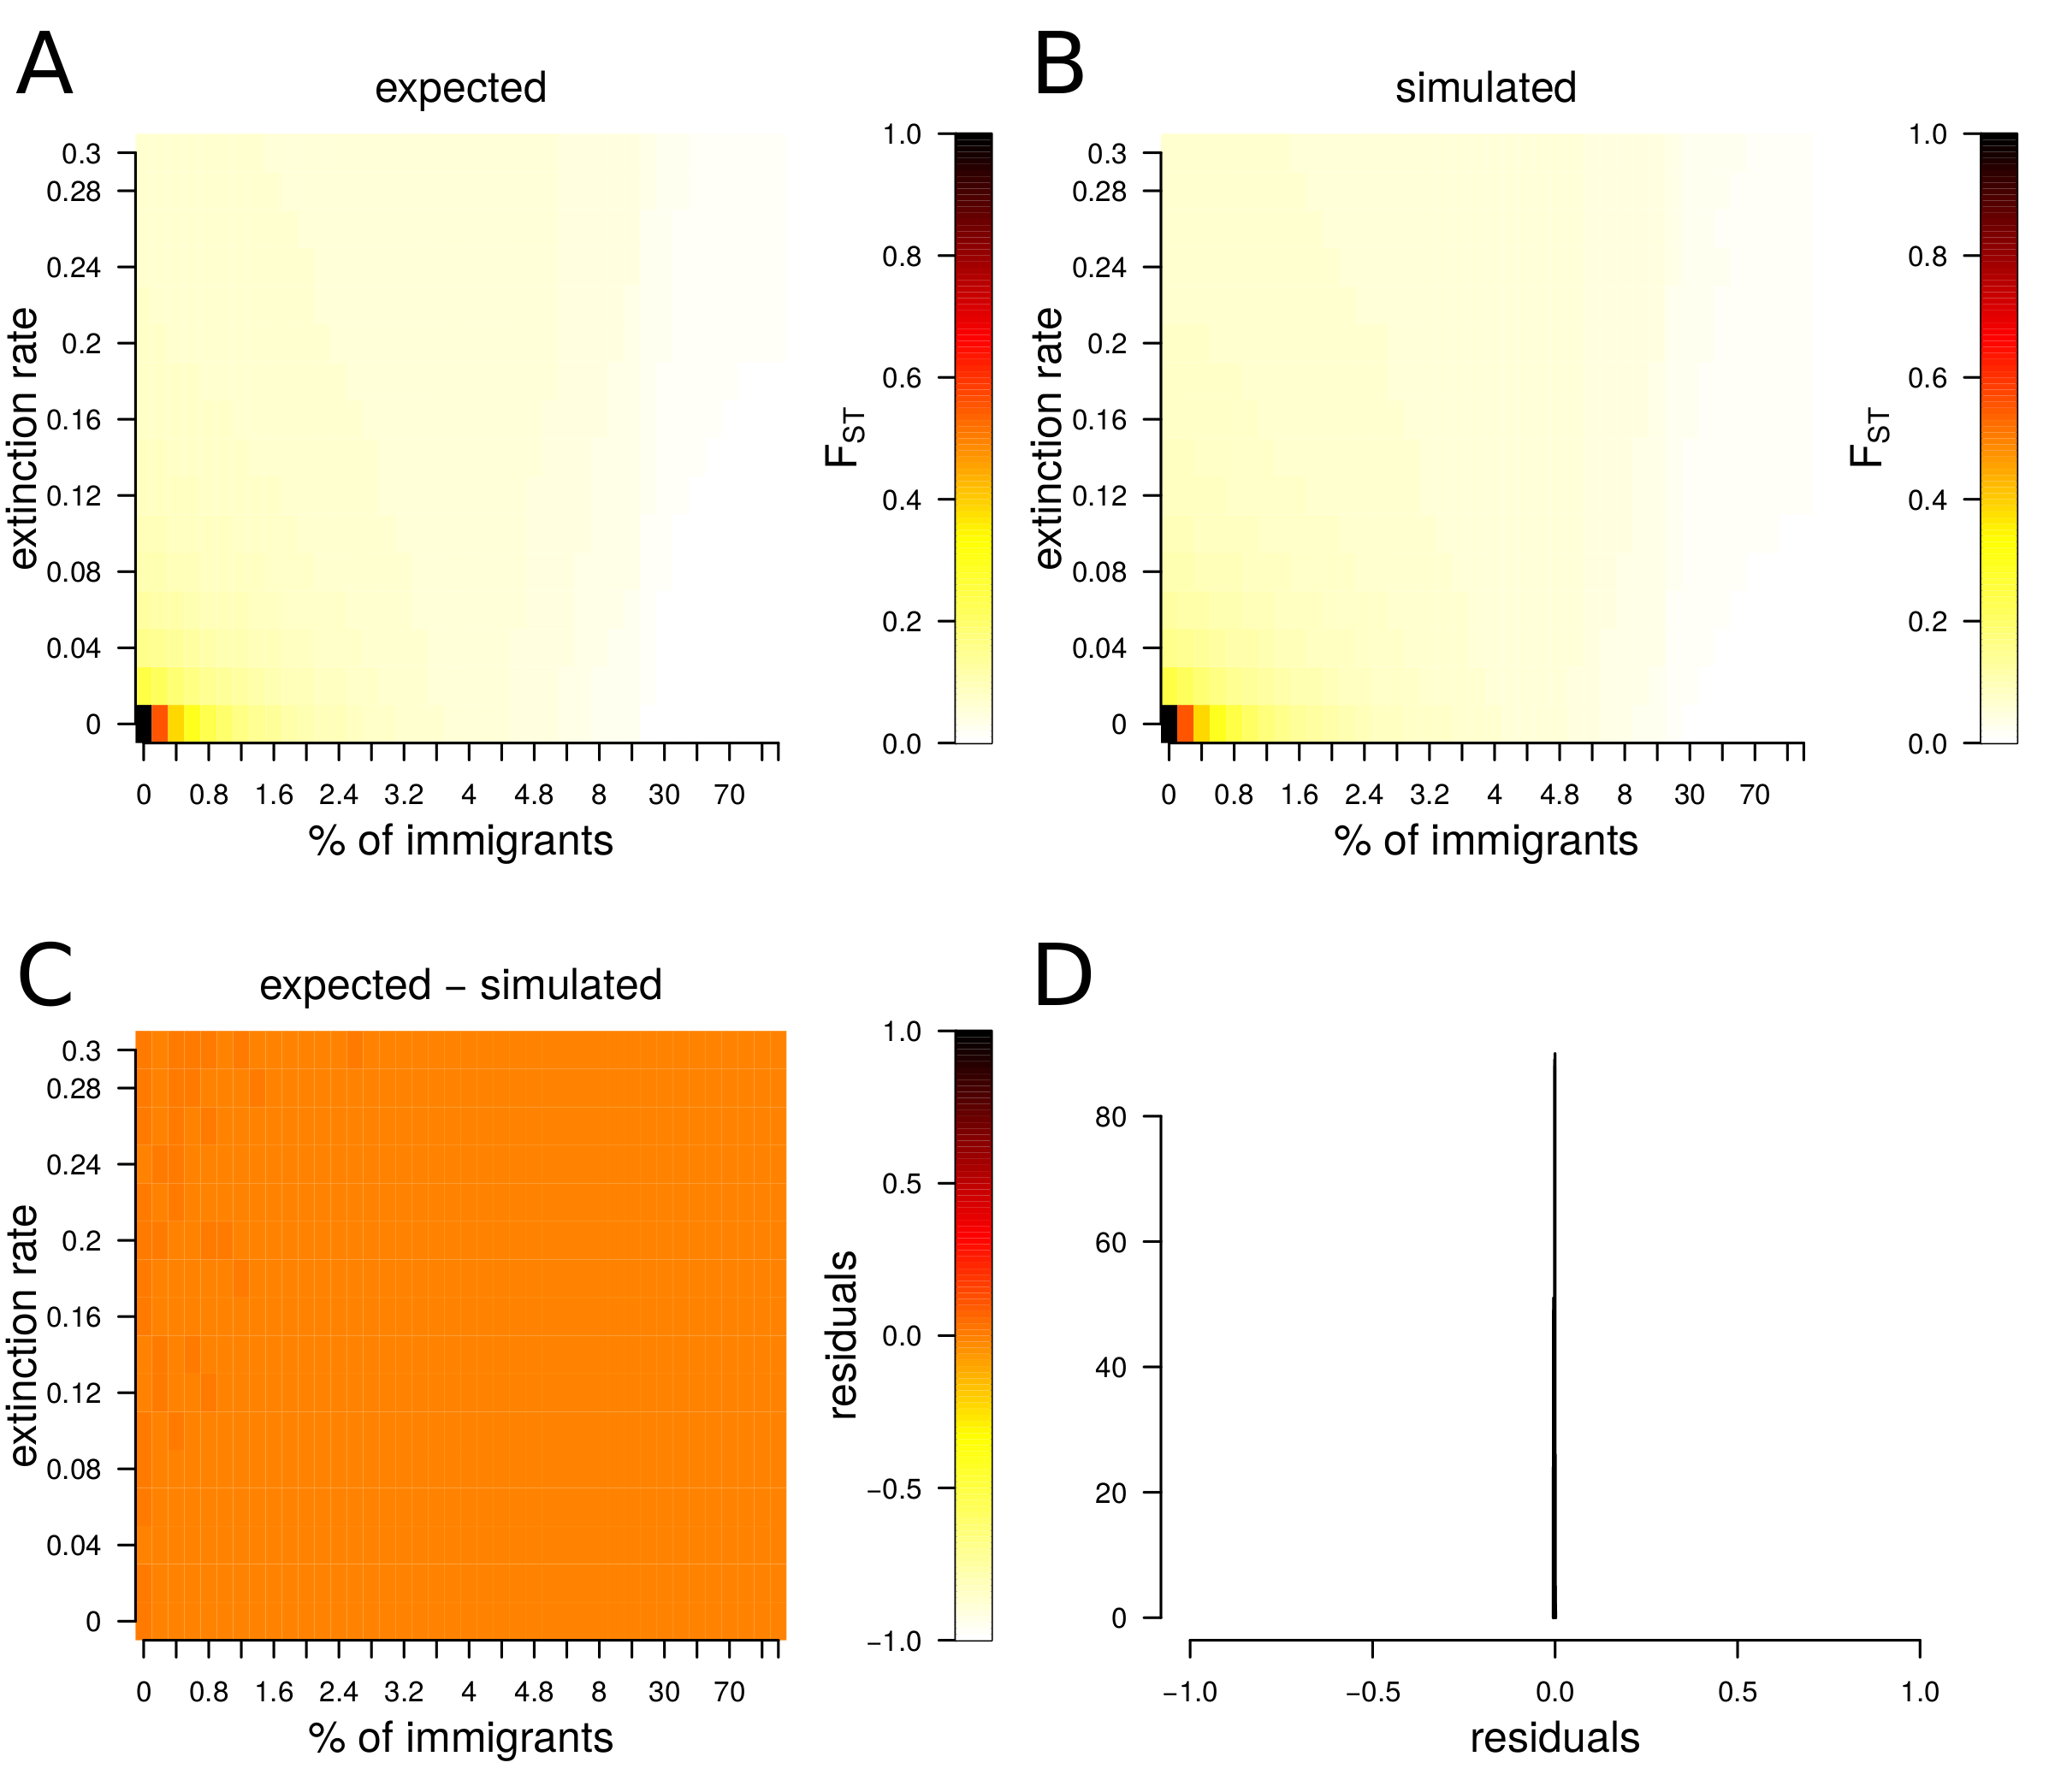 A
expected
0.3
0.28
0.24
0.2
0.16
0.12
0.08
0.04
0
extinction rate
0 0.8 1.6 2.4 3.2 4 4.8 8 30 70
% of immigrants
1.0
0.8
0.6
0.4
0.2
0.0
FST
B
simulated
0.3
0.28
0.24
0.2
0.16
0.12
0.08
0.04
0
extinction rate
0 0.8 1.6 2.4 3.2 4 4.8 8 30 70
% of immigrants
1.0
0.8
0.6
0.4
0.2
0.0
FST
C
expected − simulated
0.3
0.28
0.24
0.2
0.16
0.12
0.08
0.04
0
extinction rate
0 0.8 1.6 2.4 3.2 4 4.8 8 30 70
% of immigrants
1.0
0.5
0.0
−0.5
−1.0
residuals
D
80
60
40
20
0
−1.0 −0.5 0.0 0.5 1.0
residuals